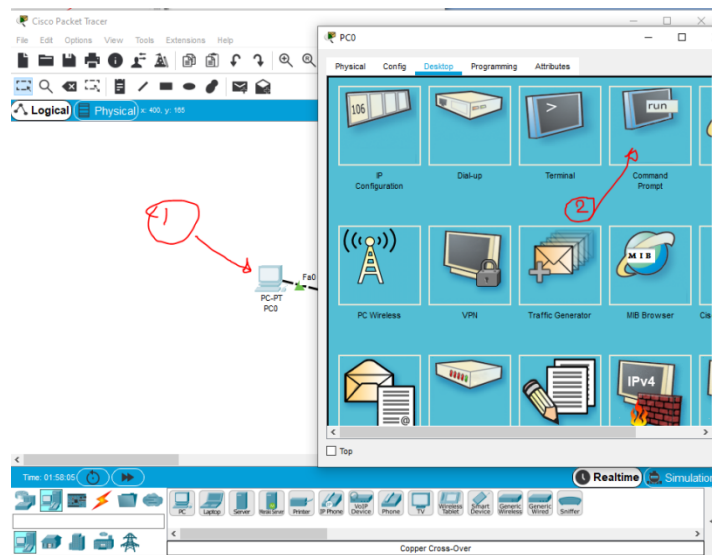 Cisco Packet Tracer
File Edit Options View Tools Extensions Help
Logical
Physical
x: 400, y: 188
1
Fa0
PC-PT
PC0
PC0
Physical Config Desktop Programming Attributes
106
IP
Configuration
Dial-up
>
Terminal
run
Command
Prompt
2
PC Wireless
VPN
Traffic Generator
MIB
MIB Browser
Cis
@
IPv4
Top
Time: 01:58:05
Realtime
Simulation
PC
Laptop
Server
Printer
IP Phone
VoIP
Device
Phone
TV
Wireless
Tablet
Smart
Device
Generic
Wireless
Generic
Wired
Sniffer
Copper Cross-Over